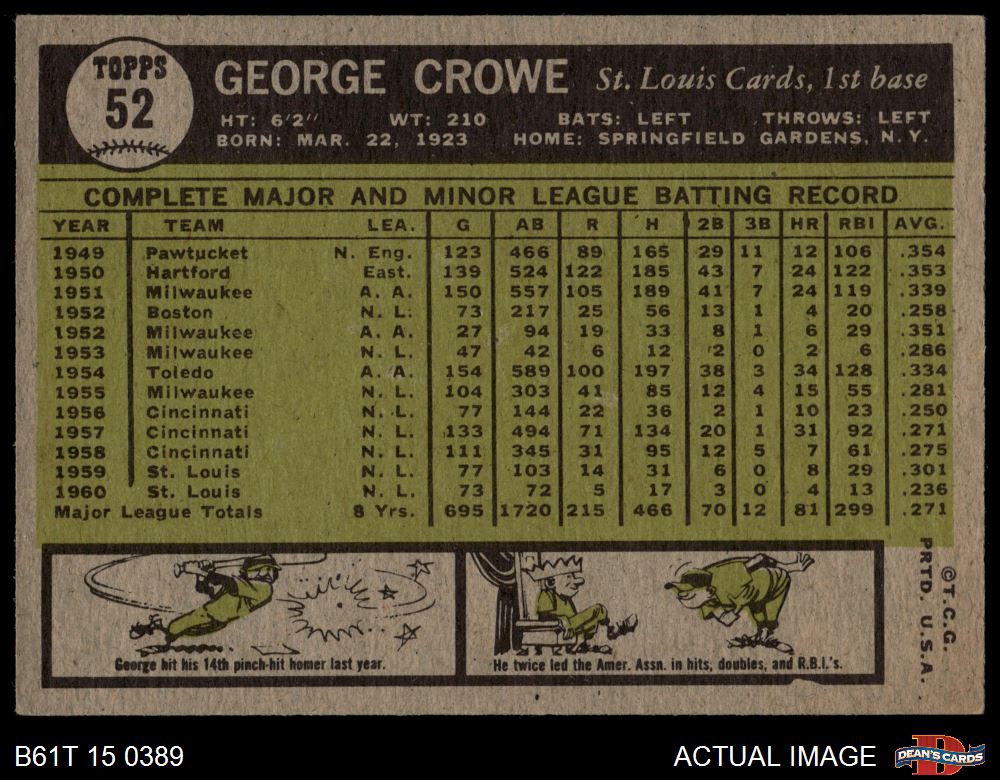 TOPPS
52
GEORGE CROWE St. Louis Cards, 1st base
HT: 6'2" WT: 210 BATS: LEFT THROWS: LEFT
BORN: MAR. 22, 1923 HOME: SPRINGFIELD GARDENS, N. Y.
COMPLETE MAJOR AND MINOR LEAGUE BATTING RECORD
YEAR TEAM LEA. G AB R H 2B 3B HR RBI AVG.
1949 Pawtucket N. Eng. 123 466 89 165 29 11 12 106 .354
1950 Hartford East. 139 524 122 185 43 7 24 122 .353
1951 Milwaukee A. A. 150 557 105 189 41 7 24 119 .339
1952 Boston N. L. 73 217 25 56 13 1 4 20 .258
1952 Milwaukee A. A. 27 94 19 33 8 1 6 29 .351
1953 Milwaukee N. L. 47 42 6 12 2 0 2 6 .286
1954 Toledo A. A. 154 589 100 197 38 3 34 128 .334
1955 Milwaukee N. L. 104 303 41 85 12 4 15 55 .281
1956 Cincinnati N. L. 77 144 22 36 2 1 10 23 .250
1957 Cincinnati N. L. 133 494 71 134 20 1 31 92 .271
1958 Cincinnati N. L. 111 345 31 95 12 5 7 61 .275
1959 St. Louis N. L. 77 103 14 31 6 0 8 29 .301
1960 St. Louis N. L. 73 72 5 17 3 0 4 13 .236
Major League Totals 8 Yrs. 695 1720 215 466 70 12 81 299 .271
George hit his 14th pinch-hit homer last year.
He twice led the Amer. Assn. in hits, doubles, and R.B.I.'s.
© T. C. G.
PRTD. U.S.A.
B61T 15 0389 ACTUAL IMAGE
D
DEAN'S CARDS